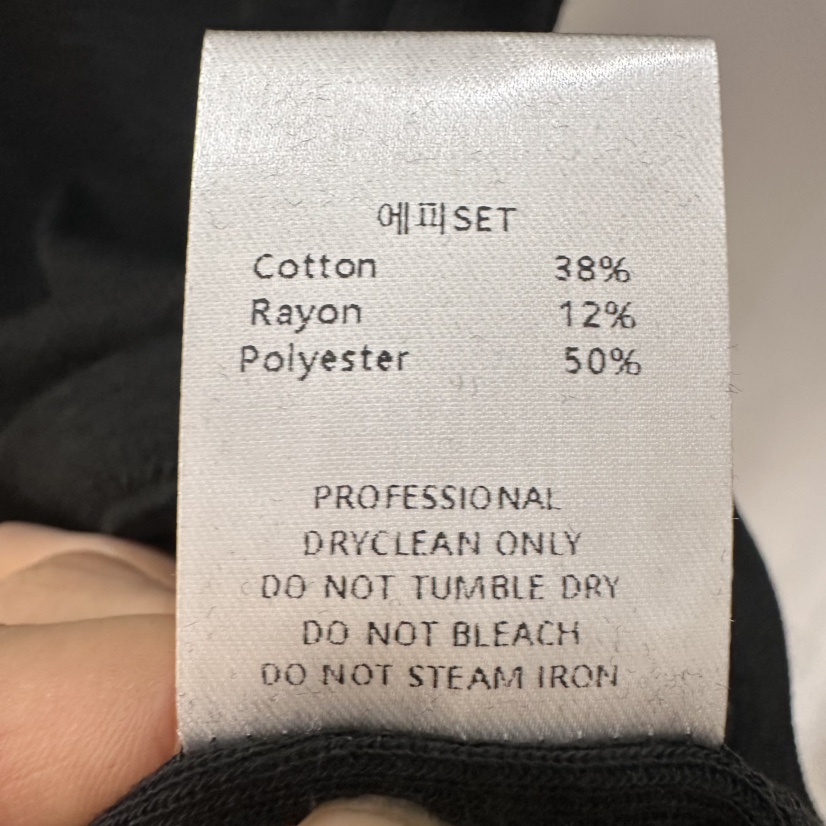 에삐SET
Cotton 38%
Rayon 12%
Polyester 50%
PROFESSIONAL
DRYCLEAN ONLY
DO NOT TUMBLE DRY
DO NOT BLEACH
DO NOT STEAM IRON